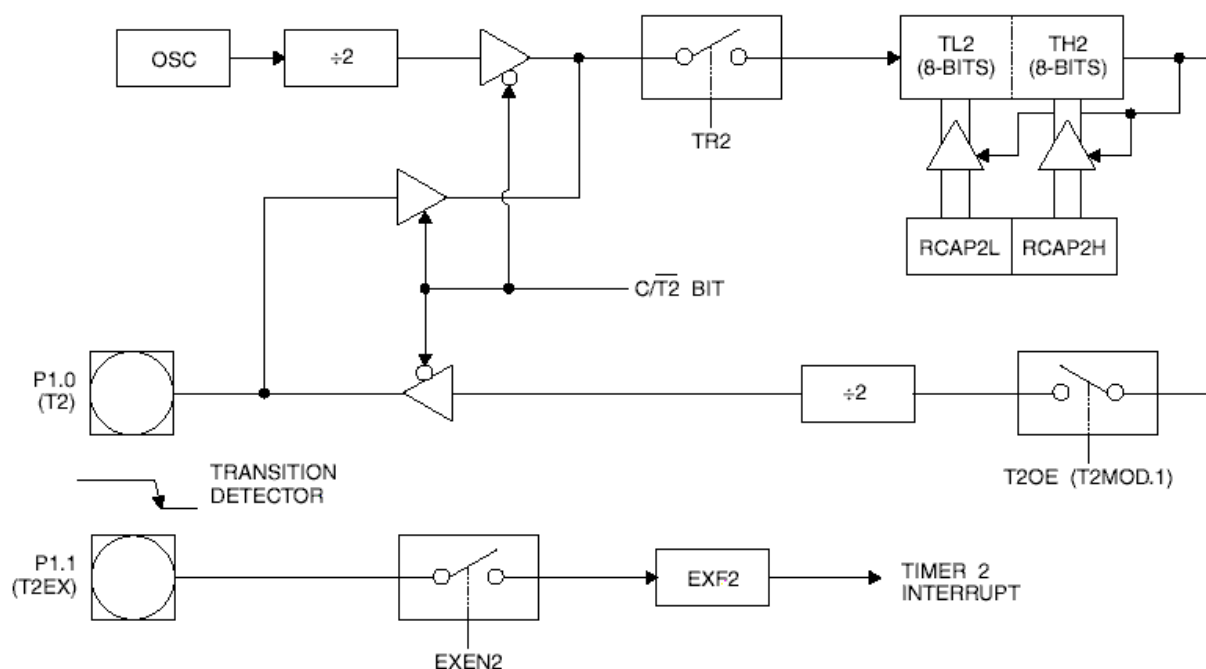 OSC
÷2
TR2
TL2
(8-BITS)
TH2
(8-BITS)
RCAP2L
RCAP2H
C/T̅2̅ BIT
P1.0
(T2)
÷2
T2OE (T2MOD.1)
TRANSITION
DETECTOR
P1.1
(T2EX)
EXEN2
EXF2
TIMER 2
INTERRUPT